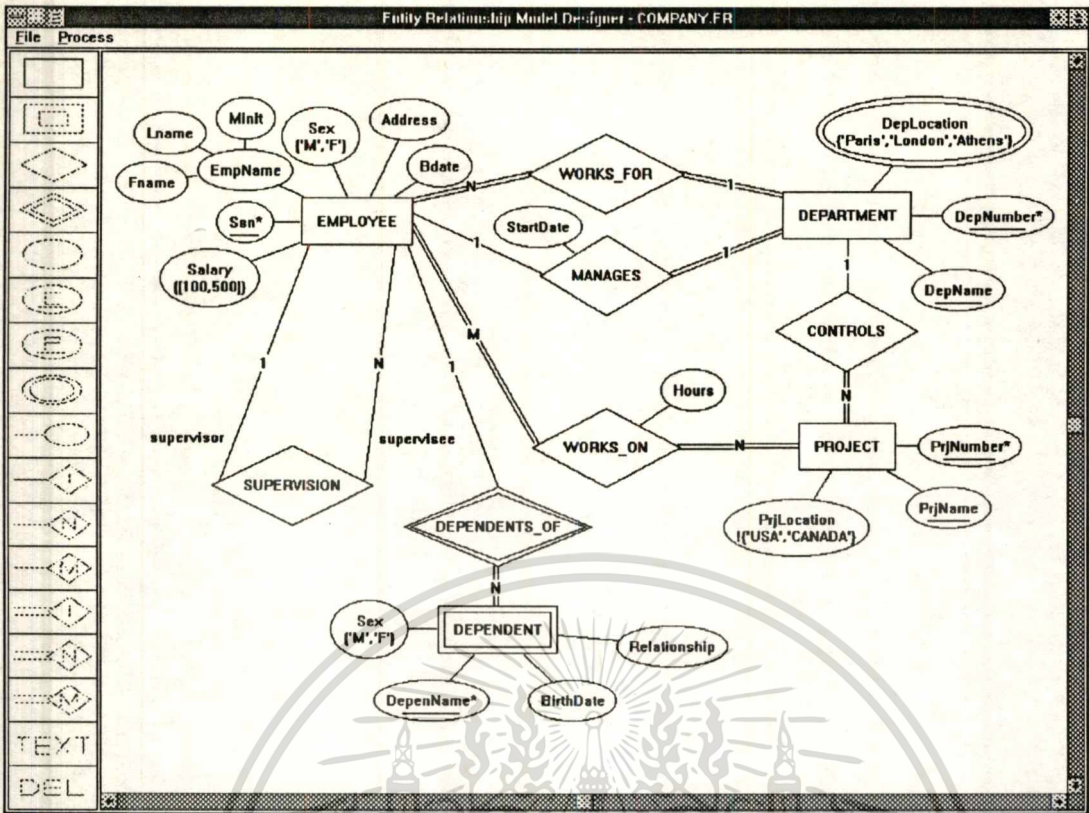 Entity Relationship Model Designer - COMPANY.ER
File Process
Lname
MInit
Sex
{'M','F'}
Address
DepLocation
{'Paris','London','Athens'}
Fname
EmpName
Bdate
N
WORKS_FOR
1
EMPLOYEE
DEPARTMENT
DepNumber*
Ssn*
StartDate
1
MANAGES
1
1
Salary
{[100,500]}
DepName
CONTROLS
M
1
N
1
Hours
N
supervisor
supervisee
WORKS_ON
N
PROJECT
PrjNumber*
SUPERVISION
PrjName
DEPENDENTS_OF
PrjLocation
!{'USA','CANADA'}
N
Sex
{'M','F'}
DEPENDENT
Relationship
DepenName*
BirthDate
C
P
1
N
M
1
N
M
TEXT
DEL